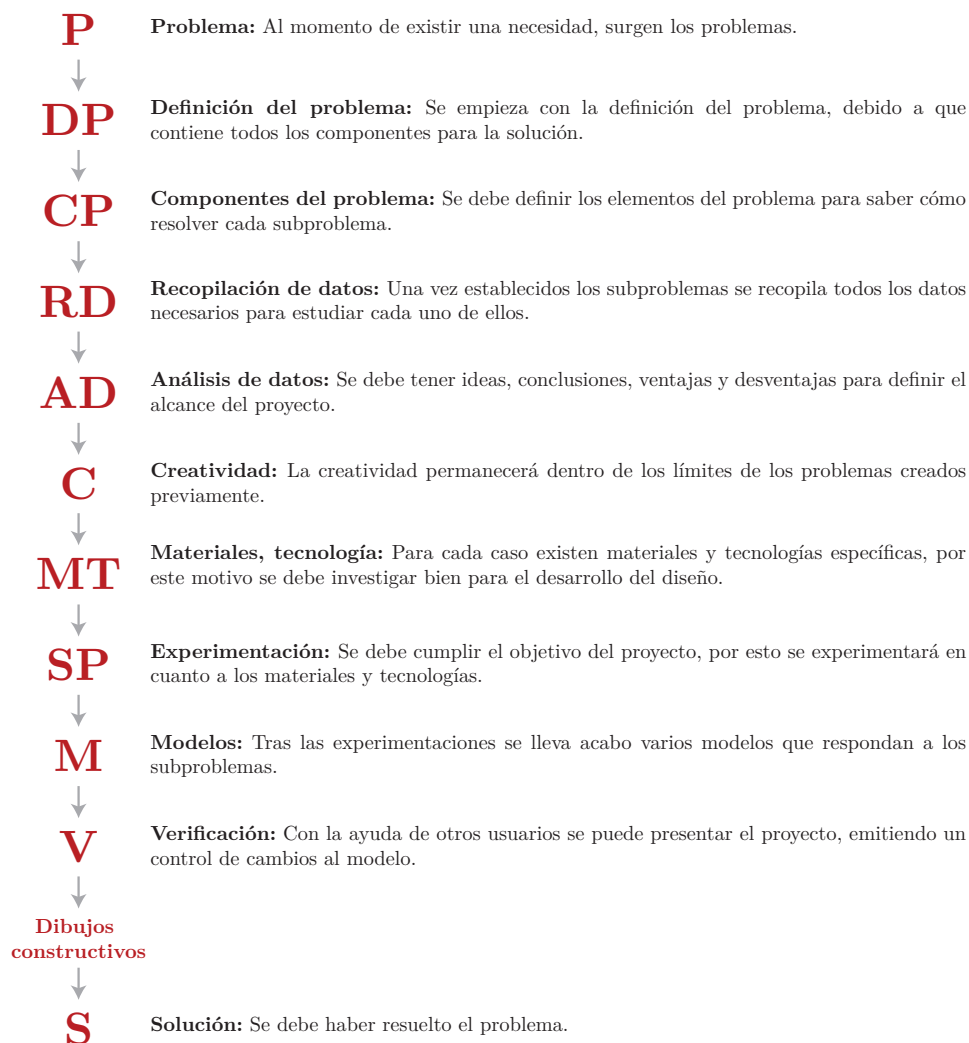 P
Problema: Al momento de existir una necesidad, surgen los problemas.
DP
Definición del problema: Se empieza con la definición del problema, debido a que
contiene todos los componentes para la solución.
CP
Componentes del problema: Se debe definir los elementos del problema para saber cómo
resolver cada subproblema.
RD
Recopilación de datos: Una vez establecidos los subproblemas se recopila todos los datos
necesarios para estudiar cada uno de ellos.
AD
Análisis de datos: Se debe tener ideas, conclusiones, ventajas y desventajas para definir el
alcance del proyecto.
C
Creatividad: La creatividad permanecerá dentro de los límites de los problemas creados
previamente.
MT
Materiales, tecnología: Para cada caso existen materiales y tecnologías específicas, por
este motivo se debe investigar bien para el desarrollo del diseño.
SP
Experimentación: Se debe cumplir el objetivo del proyecto, por esto se experimentará en
cuanto a los materiales y tecnologías.
M
Modelos: Tras las experimentaciones se lleva acabo varios modelos que respondan a los
subproblemas.
V
Verificación: Con la ayuda de otros usuarios se puede presentar el proyecto, emitiendo un
control de cambios al modelo.
Dibujos
constructivos
S
Solución: Se debe haber resuelto el problema.